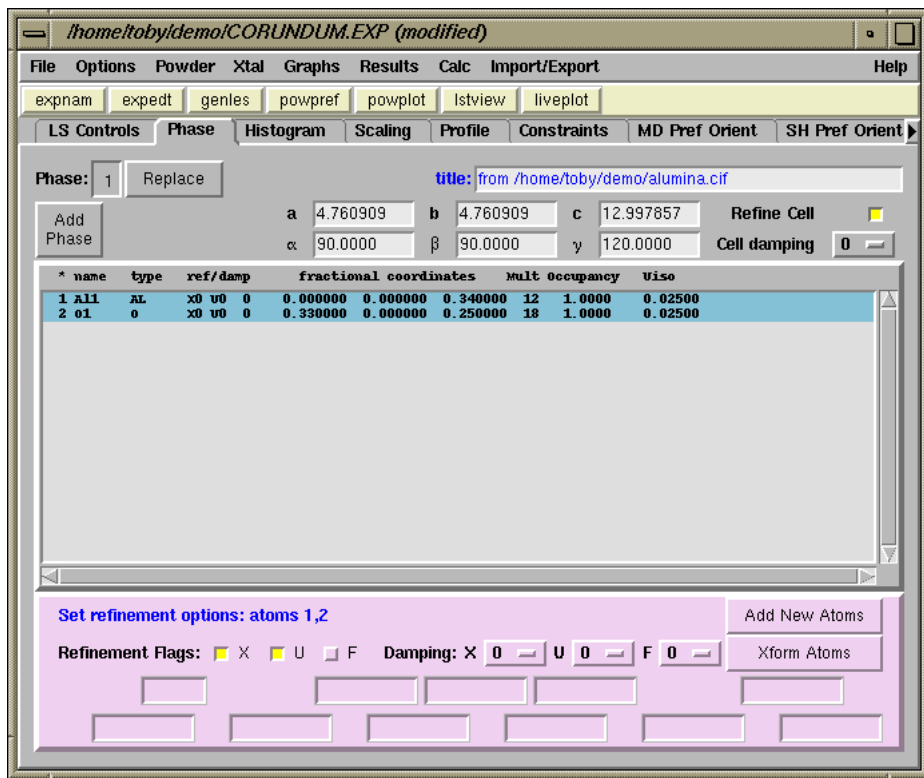 /home/toby/demo/CORUNDUM.EXP (modified)
File Options Powder Xtal Graphs Results Calc Import/Export Help
expnam expedt genles powpref powplot lstview liveplot
LS Controls Phase Histogram Scaling Profile Constraints MD Pref Orient SH Pref Orient
Phase: 1 Replace title: from /home/toby/demo/alumina.cif
Add Phase
a 4.760909 b 4.760909 c 12.997857 Refine Cell
α 90.0000 β 90.0000 γ 120.0000 Cell damping 0
* name type ref/damp fractional coordinates Mult Occupancy Uiso
1 Al1 AL X0 U0 0 0.000000 0.000000 0.340000 12 1.0000 0.02500
2 o1 o X0 U0 0 0.330000 0.000000 0.250000 18 1.0000 0.02500
Set refinement options: atoms 1,2 Add New Atoms
Refinement Flags: X U F Damping: X 0 U 0 F 0 Xform Atoms